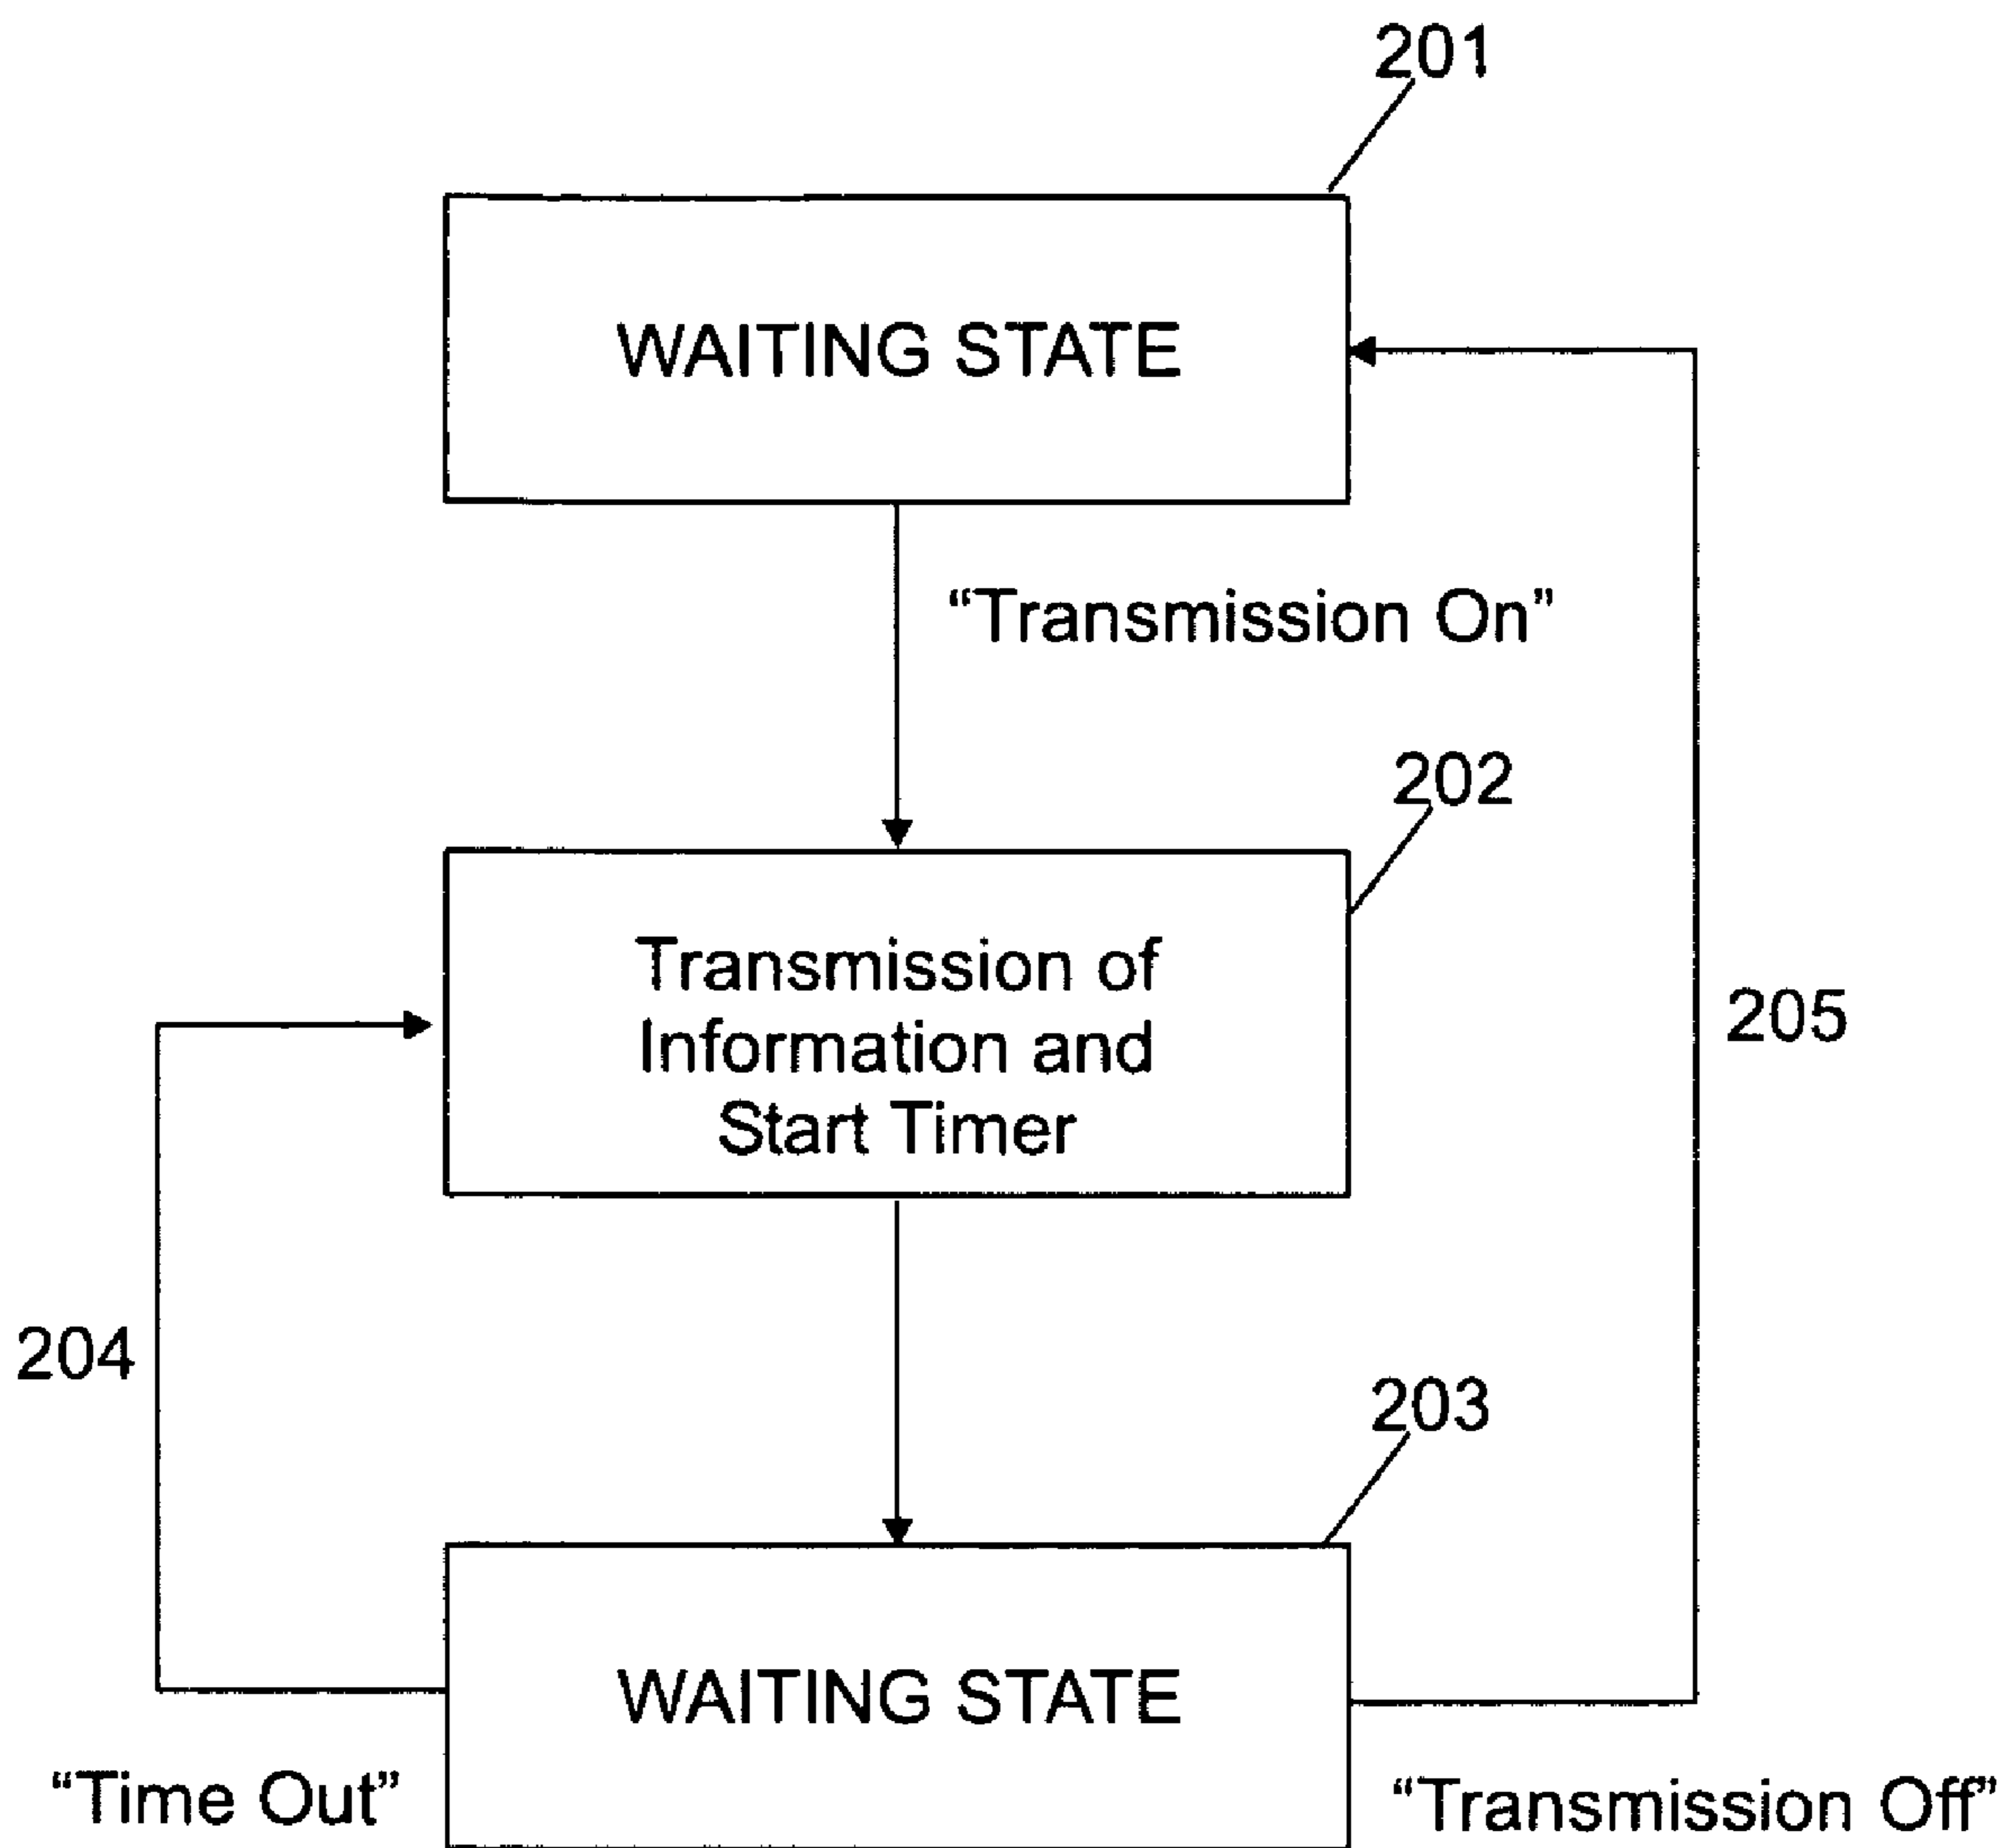 201
WAITING STATE
“Transmission On”
202
Transmission of
Information and
Start Timer
205
204
203
WAITING STATE
“Time Out”
“Transmission Off”